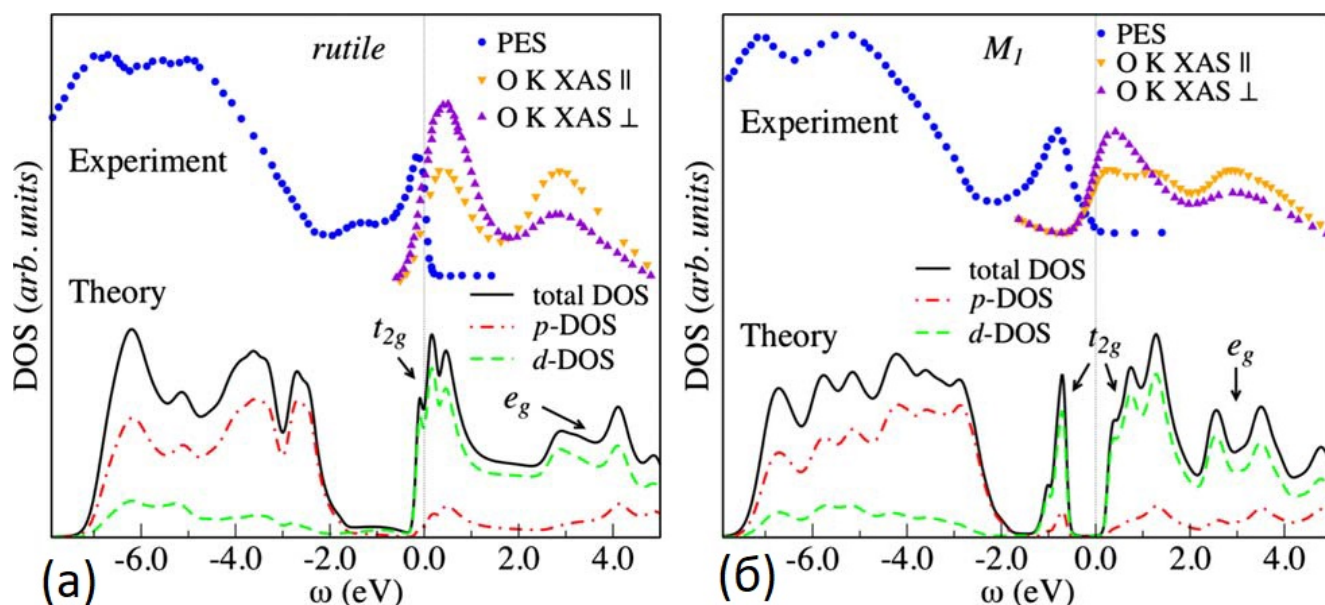 rutile
PES
O K XAS ||
O K XAS ⊥
Experiment
Theory
total DOS
p-DOS
d-DOS
t2g
eg
DOS (arb. units)
-6.0 -4.0 -2.0 0.0 2.0 4.0
ω (eV)
(а)
M1
PES
O K XAS ||
O K XAS ⊥
Experiment
Theory
total DOS
p-DOS
d-DOS
t2g
eg
DOS (arb. units)
-6.0 -4.0 -2.0 0.0 2.0 4.0
ω (eV)
(б)